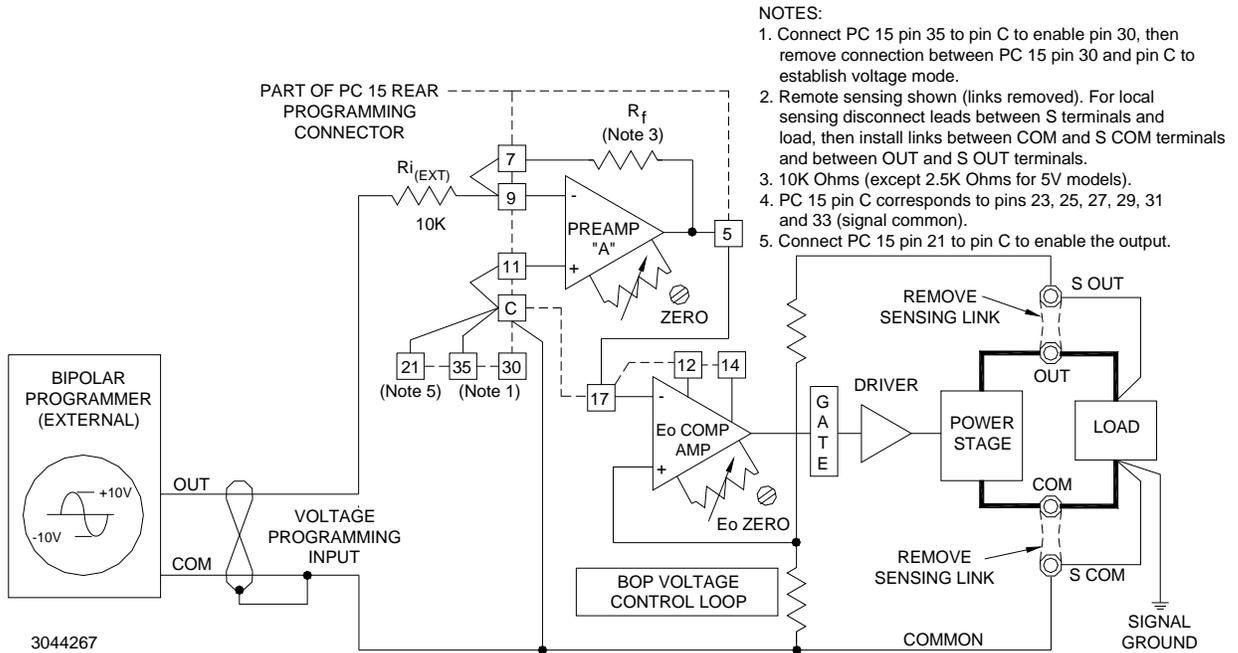 NOTES:
1. Connect PC 15 pin 35 to pin C to enable pin 30, then
remove connection between PC 15 pin 30 and pin C to
establish voltage mode.
2. Remote sensing shown (links removed). For local
sensing disconnect leads between S terminals and
load, then install links between COM and S COM terminals
and between OUT and S OUT terminals.
3. 10K Ohms (except 2.5K Ohms for 5V models).
4. PC 15 pin C corresponds to pins 23, 25, 27, 29, 31
and 33 (signal common).
5. Connect PC 15 pin 21 to pin C to enable the output.
PART OF PC 15 REAR
PROGRAMMING
CONNECTOR
Rf
(Note 3)
7
Ri(EXT)
9
10K
-
PREAMP
"A"
+
5
11
C
ZERO
21
35
30
(Note 5)
(Note 1)
12
14
17
-
Eo COMP
AMP
+
Eo ZERO
GATE
DRIVER
POWER
STAGE
LOAD
S OUT
REMOVE
SENSING LINK
OUT
COM
REMOVE
SENSING LINK
S COM
SIGNAL
GROUND
BIPOLAR
PROGRAMMER
(EXTERNAL)
+10V
-10V
OUT
VOLTAGE
PROGRAMMING
INPUT
COM
BOP VOLTAGE
CONTROL LOOP
COMMON
3044267